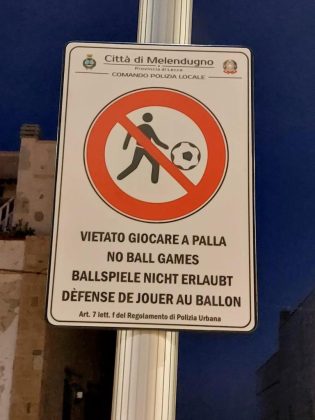 Città di Melendugno
Provincia di Lecce
COMANDO POLIZIA LOCALE
VIETATO GIOCARE A PALLA
NO BALL GAMES
BALLSPIELE NICHT ERLAUBT
DÈFENSE DE JOUER AU BALLON
Art. 7 lett. f del Regolamento di Polizia Urbana